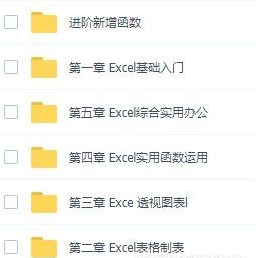 进阶新增函数
第一章 Excel基础入门
第五章 Excel综合实用办公
第四章 Excel实用函数运用
第三章 Exce 透视图表l
第二章 Excel表格制表